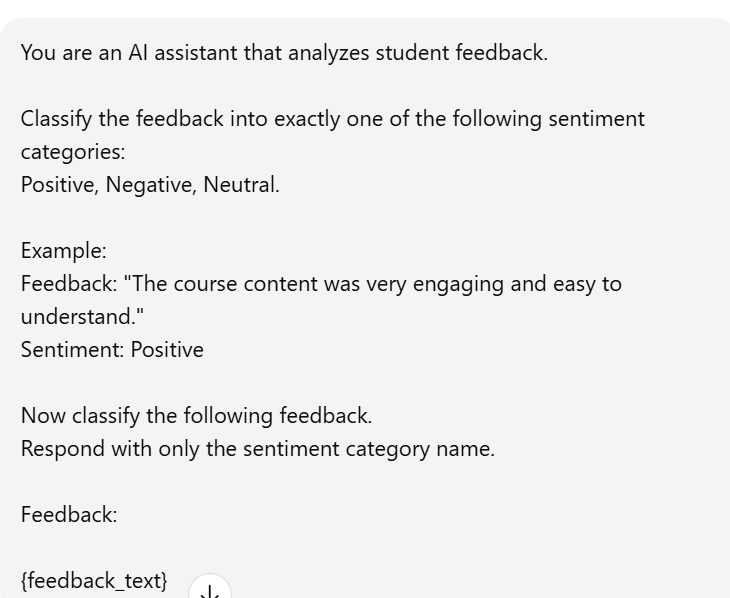 You are an AI assistant that analyzes student feedback.
Classify the feedback into exactly one of the following sentiment
categories:
Positive, Negative, Neutral.
Example:
Feedback: "The course content was very engaging and easy to
understand."
Sentiment: Positive
Now classify the following feedback.
Respond with only the sentiment category name.
Feedback:
{feedback_text}